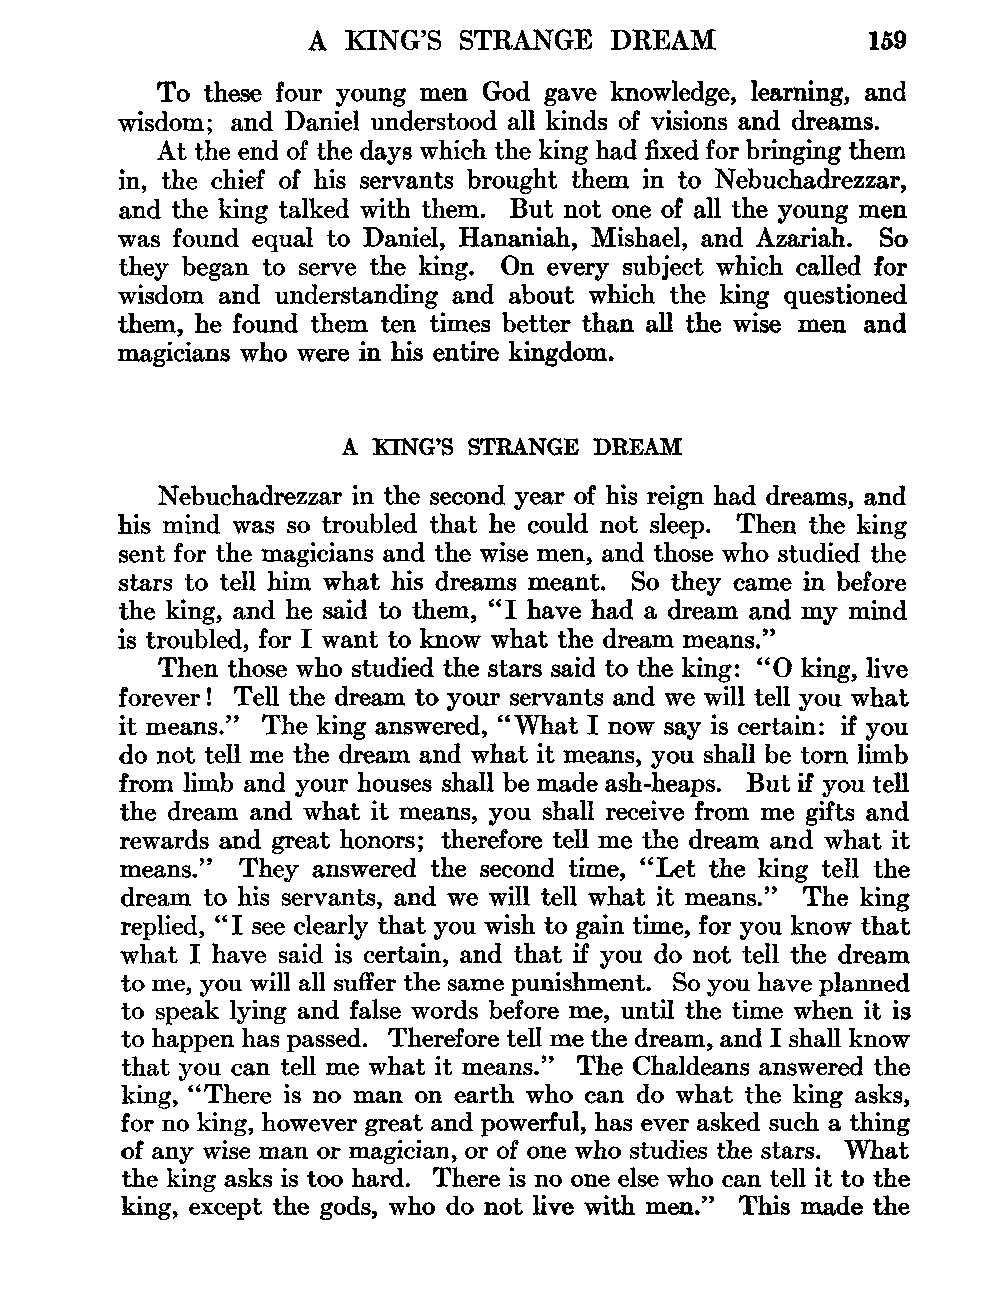 A KING'S STRANGE DREAM 159
To these four young men God gave knowledge, learning, and
wisdom; and Daniel understood all kinds of visions and dreams.
At the end of the days which the king had fixed for bringing them
in, the chief of his servants brought them in to Nebuchadrezzar,
and the king talked with them. But not one of all the young men
was found equal to Daniel, Hananiah, Mishael, and Azariah. So
they began to serve the king. On every subject which called for
wisdom and understanding and about which the king questioned
them, he found them ten times better than all the wise men and
magicians who were in his entire kingdom.
A KING'S STRANGE DREAM
Nebuchadrezzar in the second year of his reign had dreams, and
his mind was so troubled that he could not sleep. Then the king
sent for the magicians and the wise men, and those who studied the
stars to tell him what his dreams meant. So they came in before
the king, and he said to them, “I have had a dream and my mind
is troubled, for I want to know what the dream means.”
Then those who studied the stars said to the king: “O king, live
forever! Tell the dream to your servants and we will tell you what
it means.” The king answered, “What I now say is certain: if you
do not tell me the dream and what it means, you shall be torn limb
from limb and your houses shall be made ash-heaps. But if you tell
the dream and what it means, you shall receive from me gifts and
rewards and great honors; therefore tell me the dream and what it
means.” They answered the second time, “Let the king tell the
dream to his servants, and we will tell what it means.” The king
replied, “I see clearly that you wish to gain time, for you know that
what I have said is certain, and that if you do not tell the dream
to me, you will all suffer the same punishment. So you have planned
to speak lying and false words before me, until the time when it is
to happen has passed. Therefore tell me the dream, and I shall know
that you can tell me what it means.” The Chaldeans answered the
king, “There is no man on earth who can do what the king asks,
for no king, however great and powerful, has ever asked such a thing
of any wise man or magician, or of one who studies the stars. What
the king asks is too hard. There is no one else who can tell it to the
king, except the gods, who do not live with men.” This made the